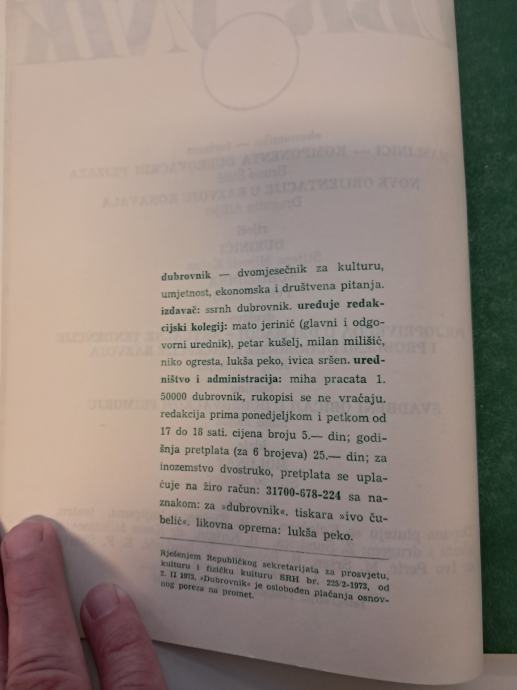 dubrovnik — dvomjesečnik za kulturu,
umjetnost, ekonomska i društvena pitanja.
izdavač: ssrnh dubrovnik. uređuje redak-
cijski kolegij: mato jerinić (glavni i odgo-
vorni urednik), petar kušelj, milan milišić,
niko ogresta, lukša peko, ivica sršen. ured-
ništvo i administracija: miha pracata 1.
50000 dubrovnik, rukopisi se ne vraćaju.
redakcija prima ponedjeljkom i petkom od
17 do 18 sati. cijena broju 5.— din; godi-
šnja pretplata (za 6 brojeva) 25.— din; za
inozemstvo dvostruko, pretplata se upla-
ćuje na žiro račun: 31700-678-224 sa na-
znakom: za »dubrovnik«. tiskara »ivo ču-
belić«. likovna oprema: lukša peko.
Rješenjem Republičkog sekretarijata za prosvjetu,
kulturu i fizičku kulturu SRH br. 225/2-1973, od
2. II 1973, »Dubrovnik« je oslobođen plaćanja osnov-
nog poreza na promet.